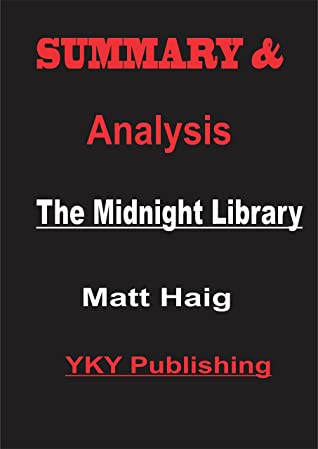 SUMMARY &
Analysis
The Midnight Library
Matt Haig
YKY Publishing